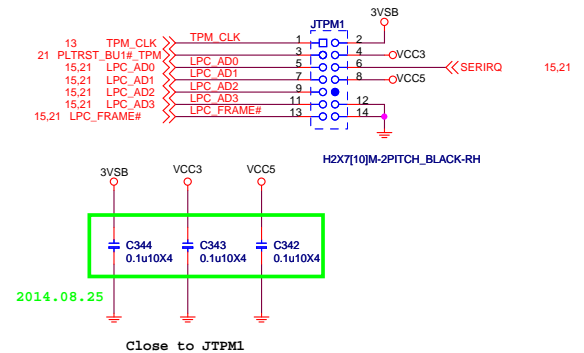 3VSB
JTPM1
13 TPM_CLK TPM_CLK 1 2
21 PLTRST_BU1#_TPM 3 4 VCC3
15,21 LPC_AD0 LPC_AD0 5 6 SERIRQ 15,21
15,21 LPC_AD1 LPC_AD1 7 8 VCC5
15,21 LPC_AD2 LPC_AD2 9
15,21 LPC_AD3 LPC_AD3 11 12
15,21 LPC_FRAME# LPC_FRAME# 13 14
H2X7[10]M-2PITCH_BLACK-RH
3VSB VCC3 VCC5
C344 C343 C342
0.1u10X4 0.1u10X4 0.1u10X4
2014.08.25
Close to JTPM1